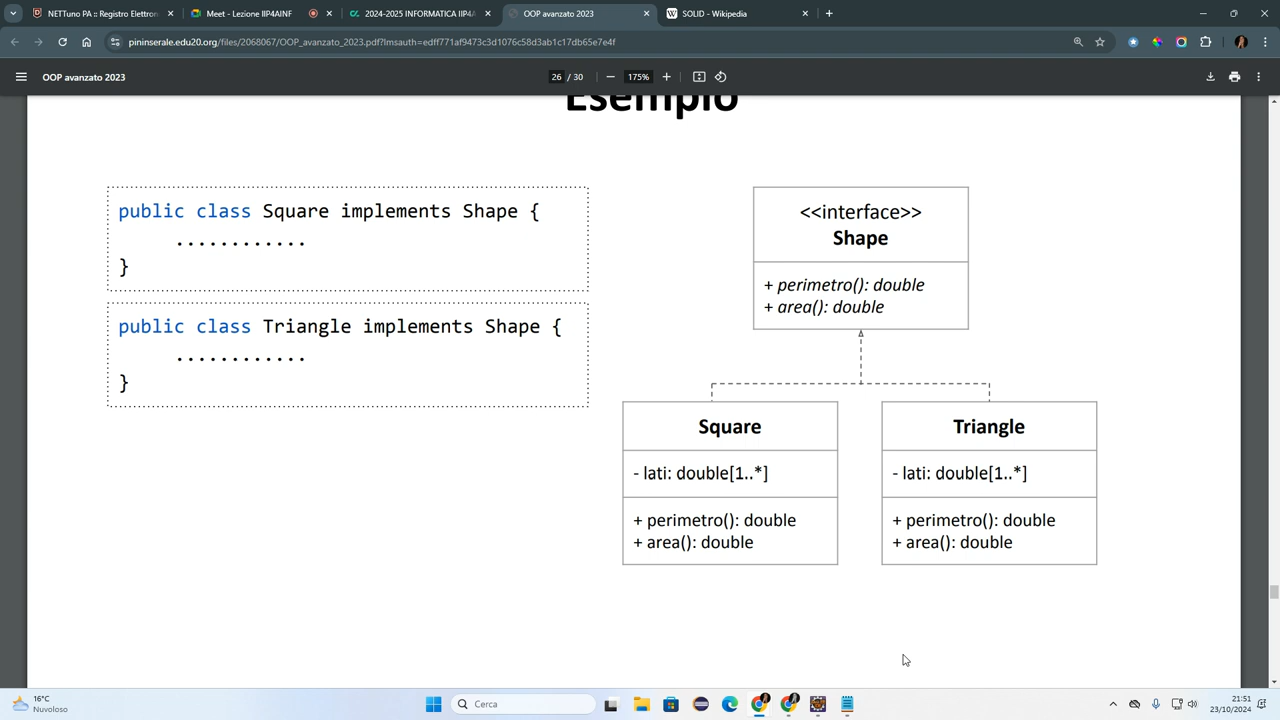 NETTuno PA :: Registro Elettron
Meet - Lezione IIP4AINF
2024-2025 INFORMATICA IIP4A
OOP avanzato 2023
SOLID - Wikipedia
pininserale.edu20.org/files/2068067/OOP_avanzato_2023.pdf?lmsauth=edff771af9473c3d1076c58d3ab1c17db65e7e4f
OOP avanzato 2023
26 / 30
175%
Esempio
public class Square implements Shape {
............
}
public class Triangle implements Shape {
............
}
<<interface>>
Shape
+ perimetro(): double
+ area(): double
Square
- lati: double[1..*]
+ perimetro(): double
+ area(): double
Triangle
- lati: double[1..*]
+ perimetro(): double
+ area(): double
16°C
Nuvoloso
Cerca
21:51
23/10/2024